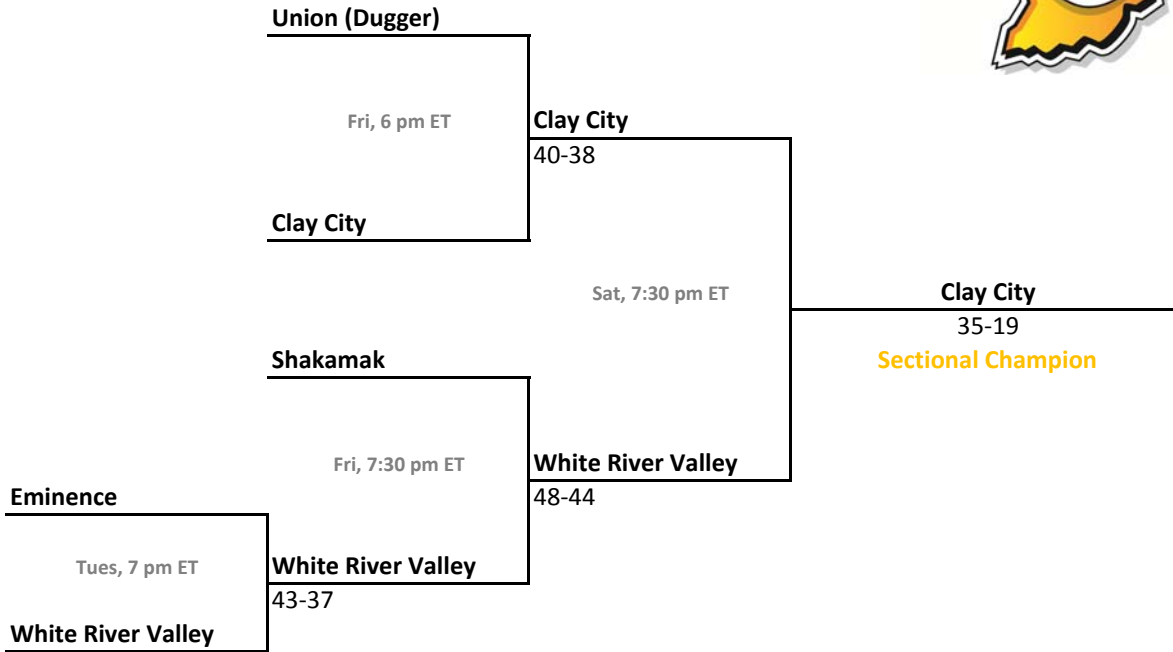 Union (Dugger)
Fri, 6 pm ET
Clay City
40-38
Clay City
Sat, 7:30 pm ET
Clay City
35-19
Sectional Champion
Shakamak
Fri, 7:30 pm ET
White River Valley
48-44
Eminence
Tues, 7 pm ET
White River Valley
43-37
White River Valley